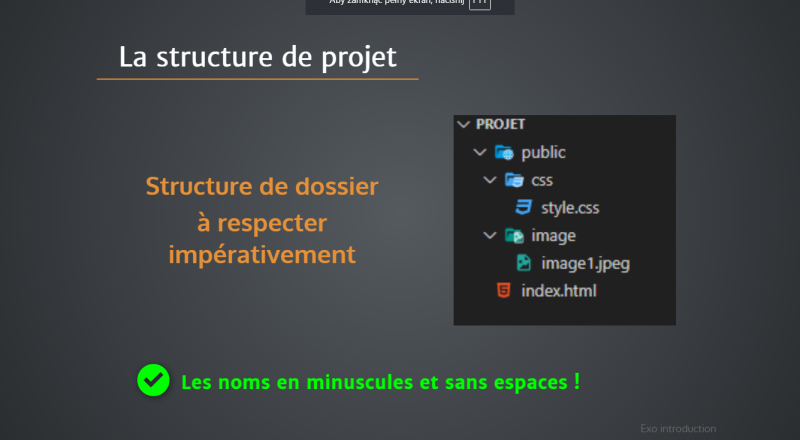 Aby zamknąć pełny ekran, naciśnij F11
La structure de projet
PROJET
public
css
style.css
image
image1.jpeg
index.html
Structure de dossier
à respecter
impérativement
Les noms en minuscules et sans espaces !
Exo introduction